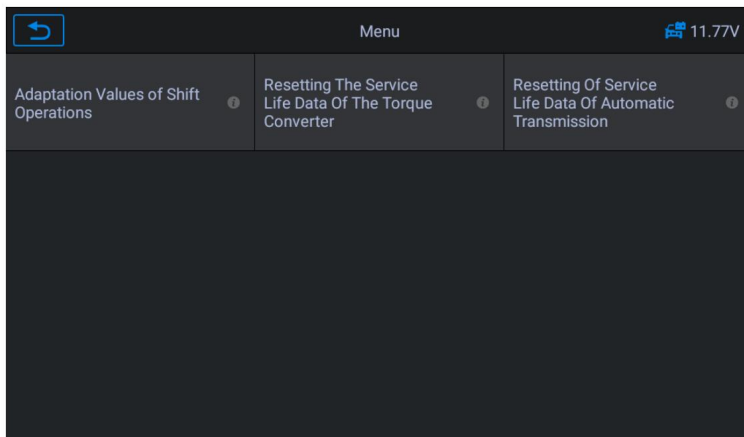 Menu
11.77V
Adaptation Values of Shift
Operations
Resetting The Service
Life Data Of The Torque
Converter
Resetting Of Service
Life Data Of Automatic
Transmission